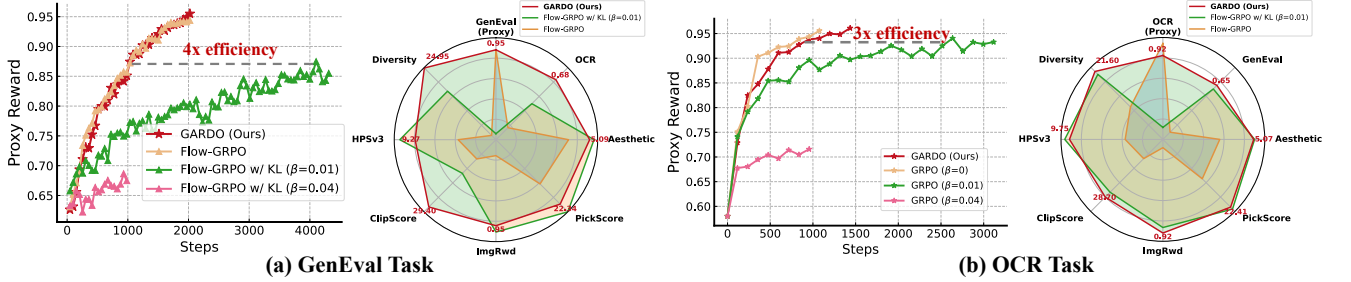 0.95
0.90
0.85
0.80
0.75
0.70
0.65
Proxy Reward
4x efficiency
GARDO (Ours)
Flow-GRPO
Flow-GRPO w/ KL (β=0.01)
Flow-GRPO w/ KL (β=0.04)
0 1000 2000 3000 4000
Steps
GARDO (Ours)
Flow-GRPO w/ KL (β=0.01)
Flow-GRPO
GenEval
(Proxy)
0.95
OCR
0.68
Aesthetic
5.09
PickScore
22.34
ImgRwd
0.95
ClipScore
29.40
HPSv3
9.27
Diversity
24.95
(a) GenEval Task
0.95
0.90
0.85
0.80
0.75
0.70
0.65
0.60
Proxy Reward
3x efficiency
GARDO (Ours)
GRPO (β=0)
GRPO (β=0.01)
GRPO (β=0.04)
0 500 1000 1500 2000 2500 3000
Steps
GARDO (Ours)
Flow-GRPO w/ KL (β=0.01)
Flow-GRPO
OCR
(Proxy)
0.92
GenEval
0.65
Aesthetic
5.07
PickScore
22.41
ImgRwd
0.92
ClipScore
28.70
HPSv3
9.75
Diversity
21.60
(b) OCR Task